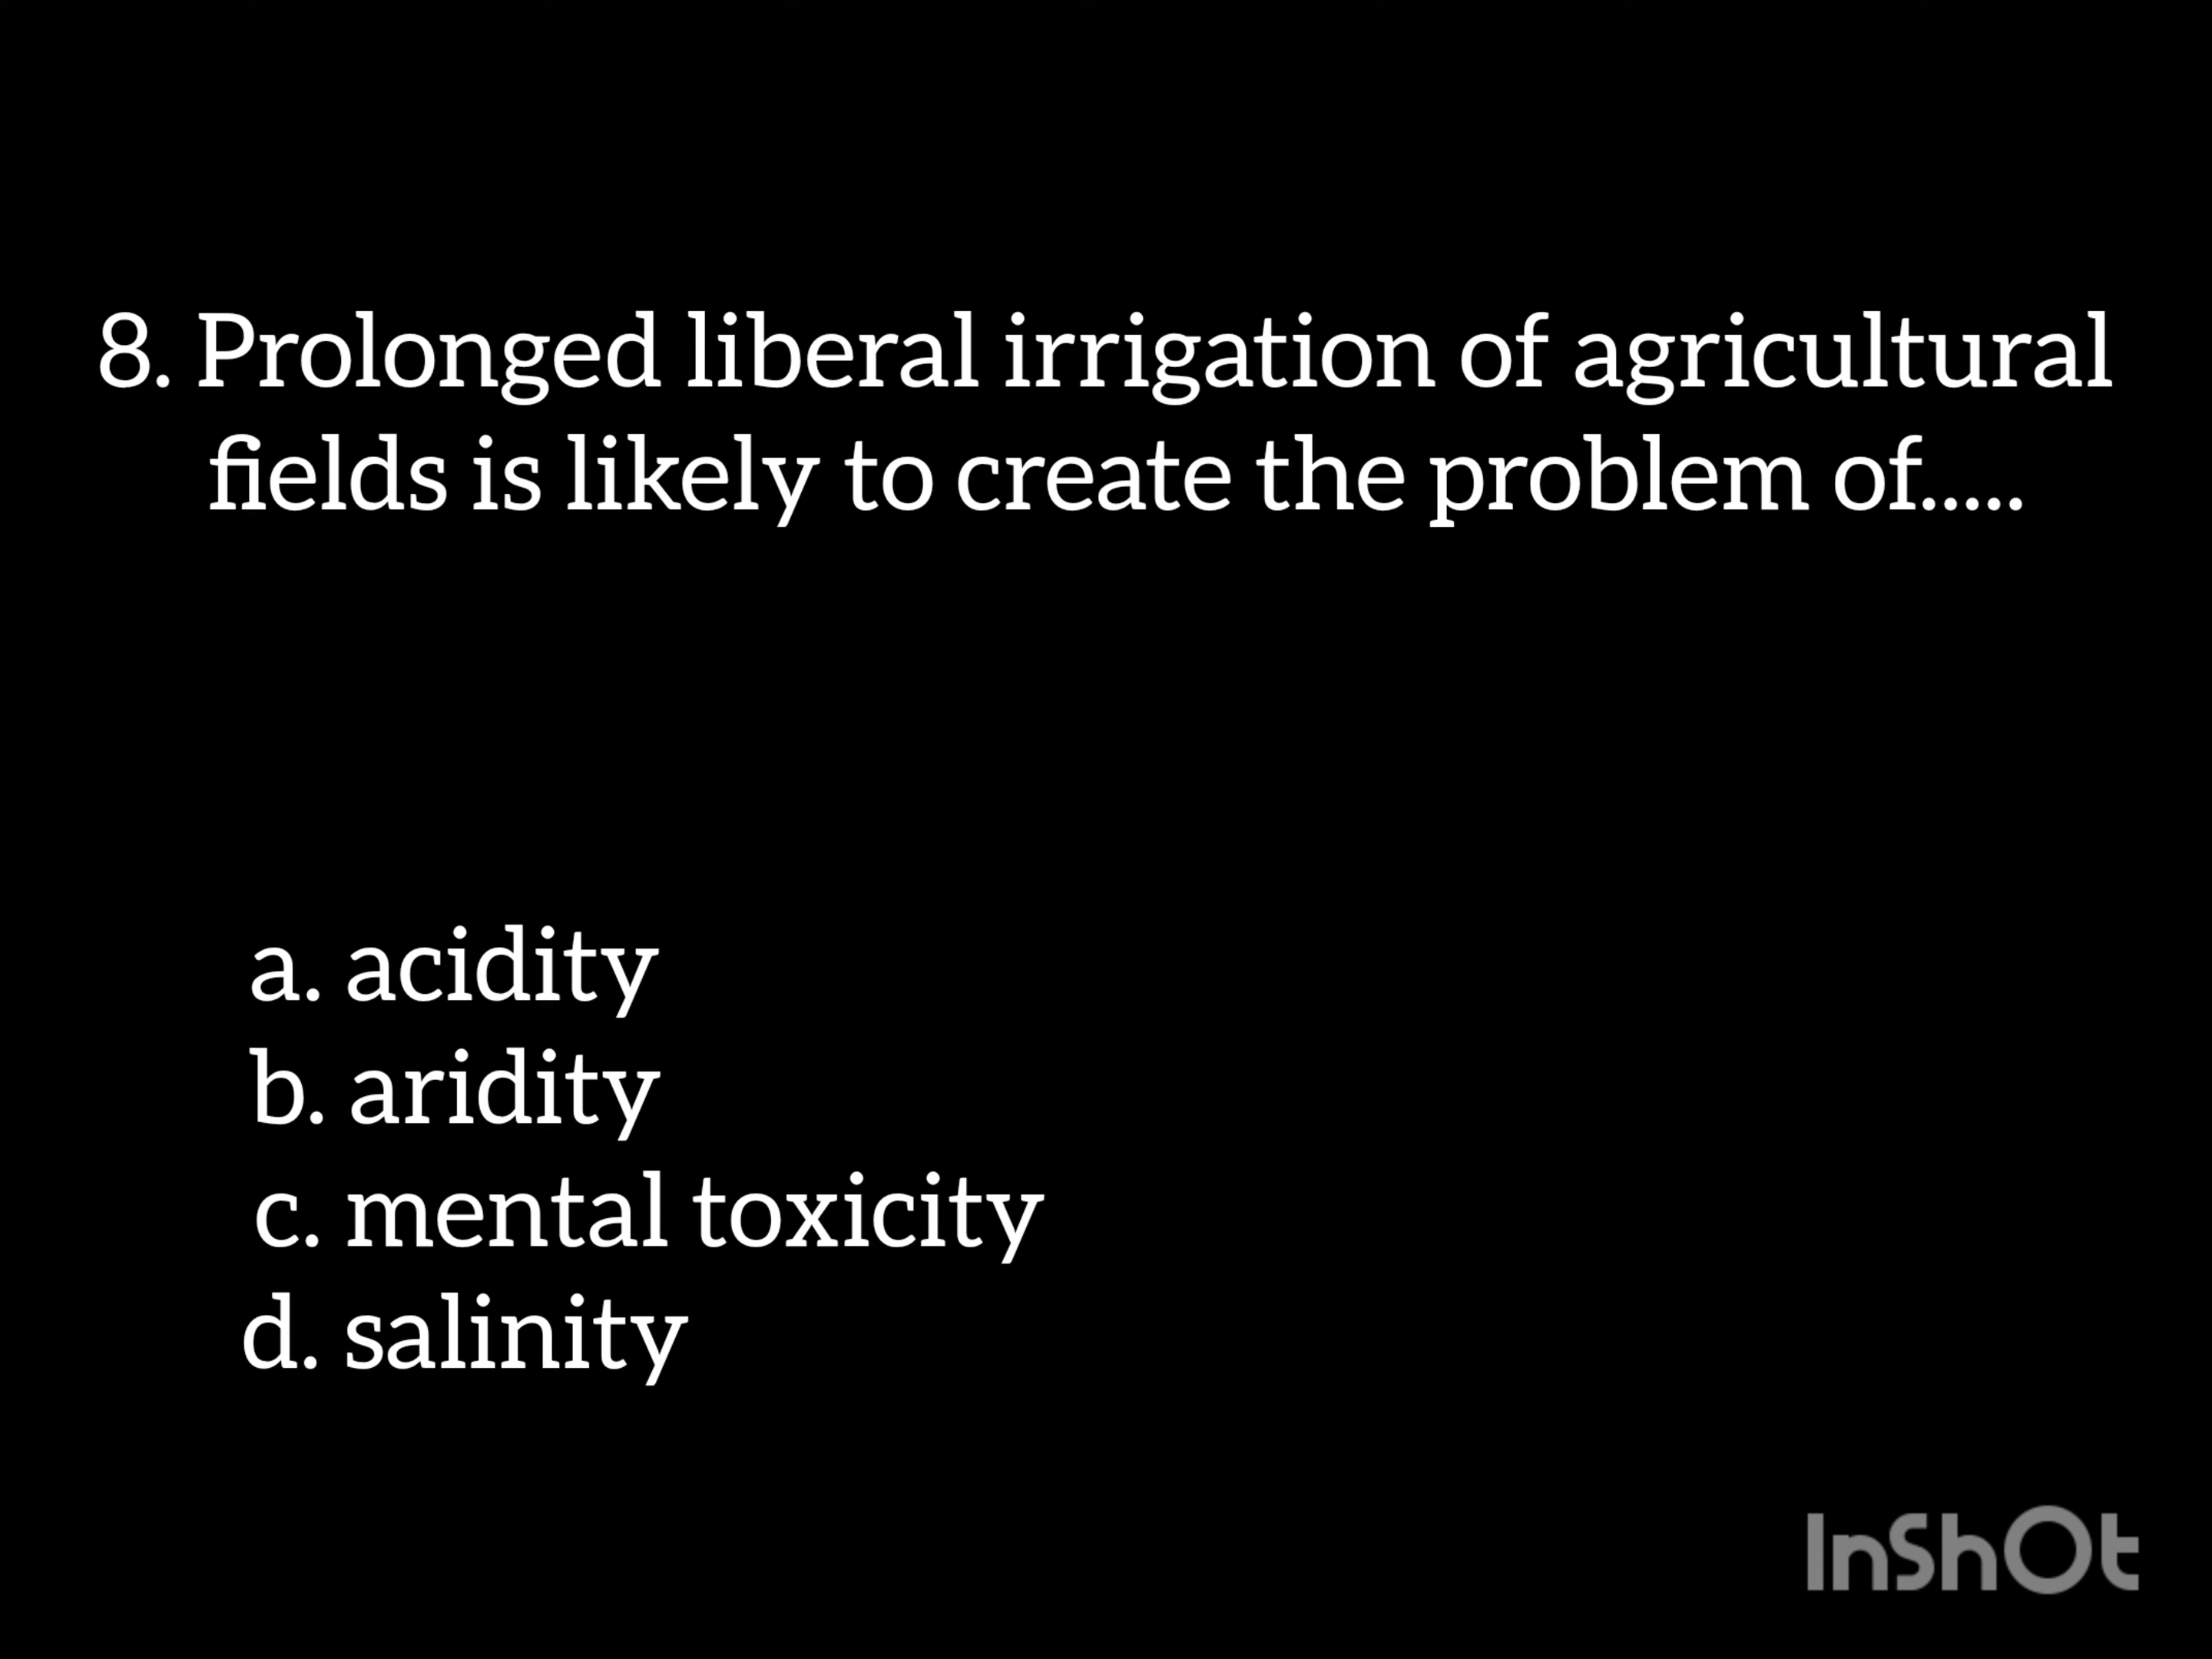 8. Prolonged liberal irrigation of agricultural
fields is likely to create the problem of.....
a. acidity
b. aridity
c. mental toxicity
d. salinity
InShOt